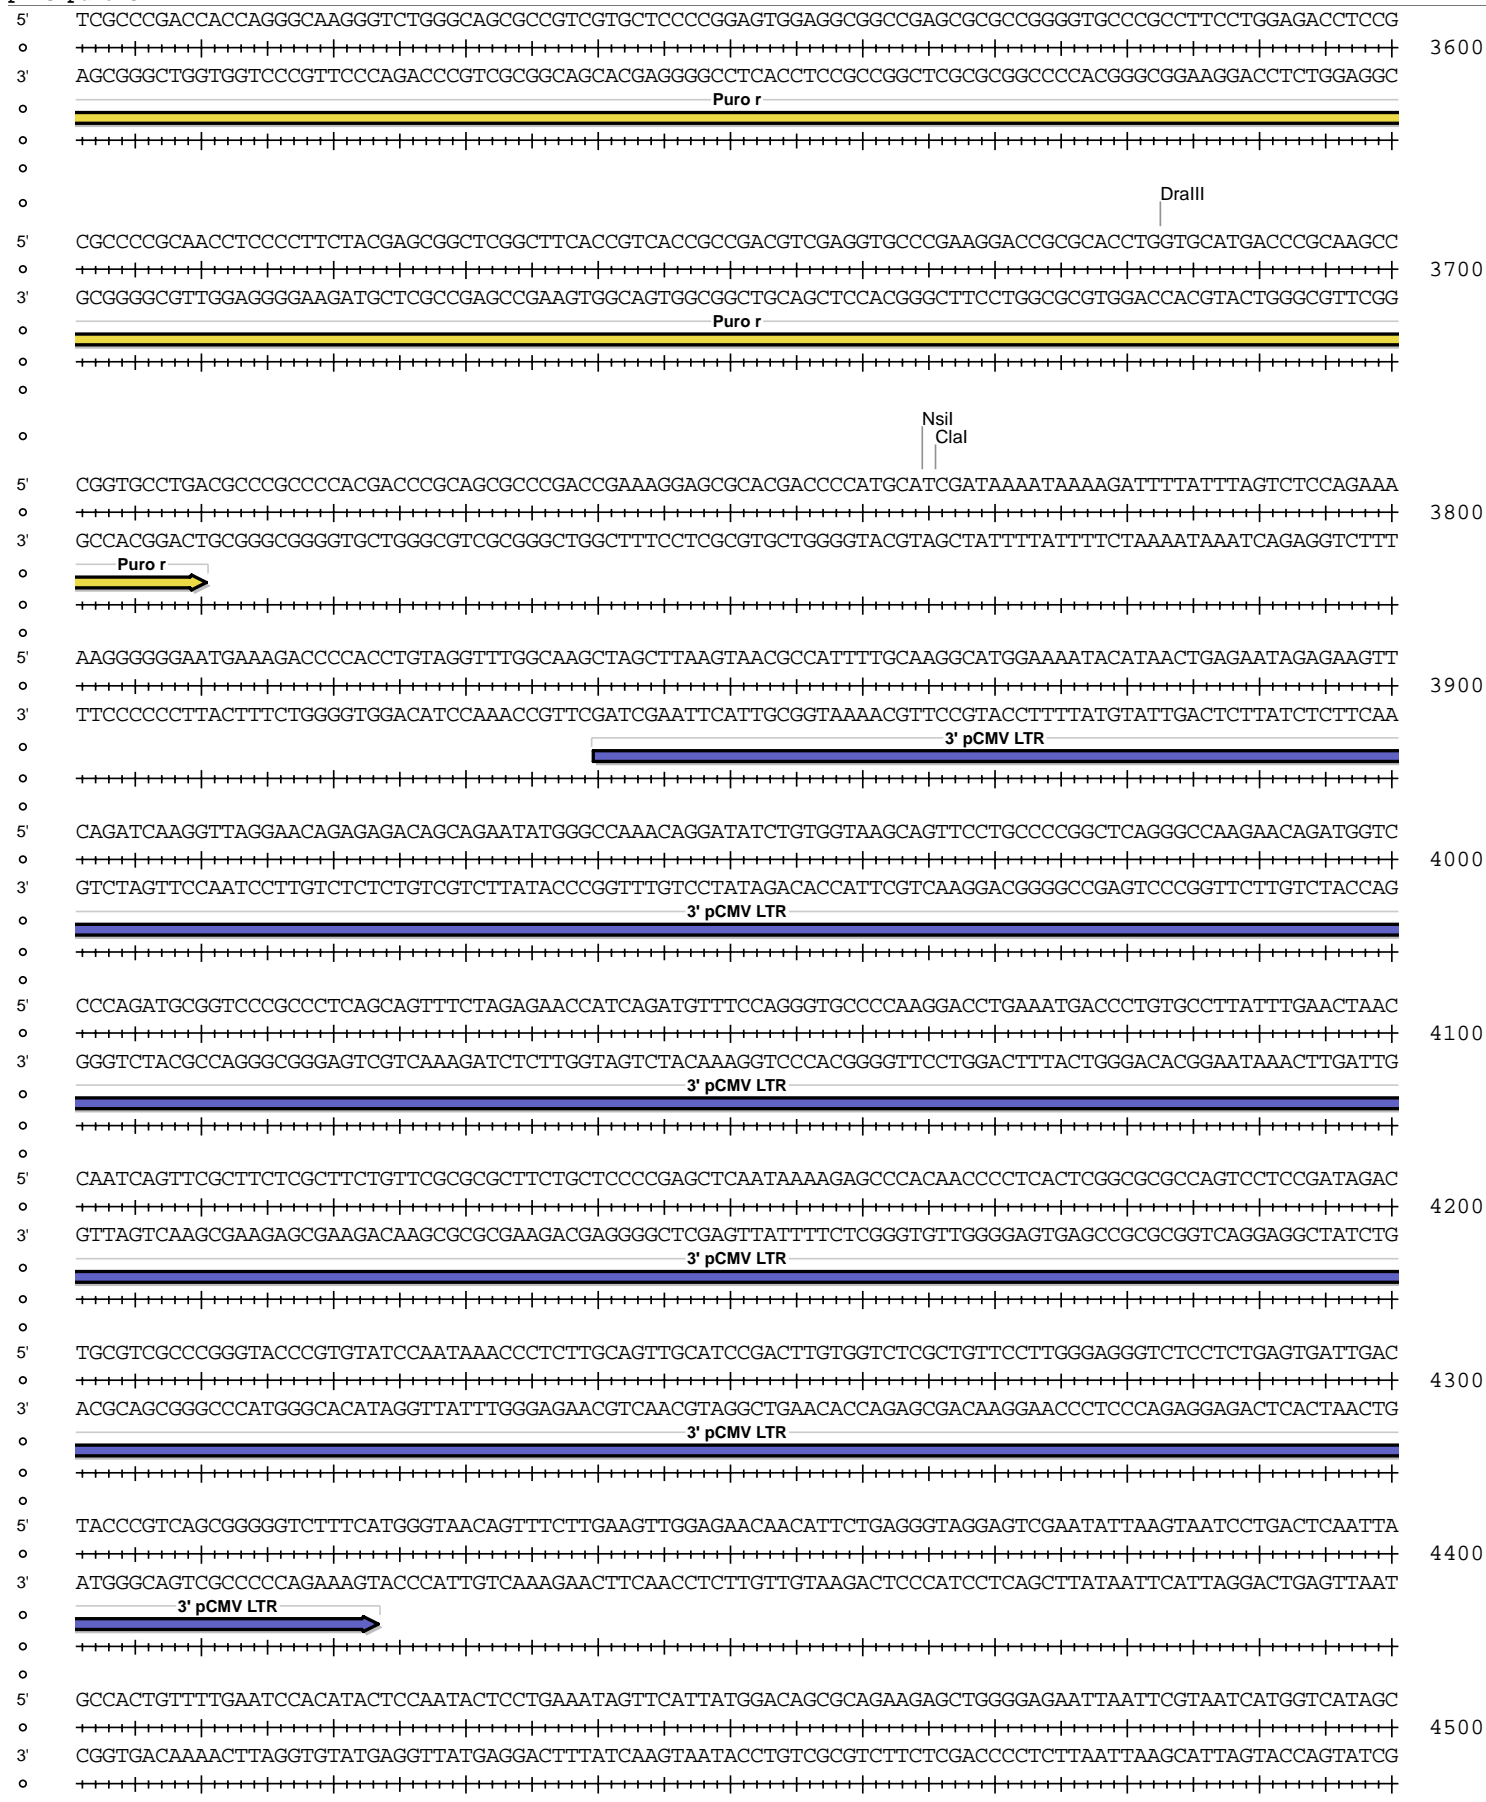 5' TCGCCCGACCACCAGGGCAAGGGTCTGGGCAGCGCCGTCGTGCTCCCCGGAGTGGAGGCGGCCGAGCGCGCCGGGGTGCCCGCCTTCCTGGAGACCTCCG
3600
3' AGCGGGCTGGTGGTCCCGTTCCCAGACCCGTCGCGGCAGCACGAGGGGCCTCACCTCCGCCGGCTCGCGCGGCCCCACGGGCGGAAGGACCTCTGGAGGC
Puro r
DraIII
5' CGCCCCGCAACCTCCCCTTCTACGAGCGGCTCGGCTTCACCGTCACCGCCGACGTCGAGGTGCCCGAAGGACCGCGCACCTGGTGCATGACCCGCAAGCC
3700
3' GCGGGGCGTTGGAGGGGAAGATGCTCGCCGAGCCGAAGTGGCAGTGGCGGCTGCAGCTCCACGGGCTTCCTGGCGCGTGGACCACGTACTGGGCGTTCGG
Puro r
NsiI
ClaI
5' CGGTGCCTGACGCCCGCCCCACGACCCGCAGCGCCCGACCGAAAGGAGCGCACGACCCCATGCATCGATAAAATAAAAGATTTTATTTAGTCTCCAGAAA
3800
3' GCCACGGACTGCGGGCGGGGTGCTGGGCGTCGCGGGCTGGCTTTCCTCGCGTGCTGGGGTACGTAGCTATTTTATTTTCTAAAATAAATCAGAGGTCTTT
Puro r
5' AAGGGGGGAATGAAAGACCCCACCTGTAGGTTTGGCAAGCTAGCTTAAGTAACGCCATTTTGCAAGGCATGGAAAATACATAACTGAGAATAGAGAAGTT
3900
3' TTCCCCCCTTACTTTCTGGGGTGGACATCCAAACCGTTCGATCGAATTCATTGCGGTAAAACGTTCCGTACCTTTTATGTATTGACTCTTATCTCTTCAA
3' pCMV LTR
5' CAGATCAAGGTTAGGAACAGAGAGACAGCAGAATATGGGCCAAACAGGATATCTGTGGTAAGCAGTTCCTGCCCCGGCTCAGGGCCAAGAACAGATGGTC
4000
3' GTCTAGTTCCAATCCTTGTCTCTCTGTCGTCTTATACCCGGTTTGTCCTATAGACACCATTCGTCAAGGACGGGGCCGAGTCCCGGTTCTTGTCTACCAG
3' pCMV LTR
5' CCCAGATGCGGTCCCGCCCTCAGCAGTTTCTAGAGAACCATCAGATGTTTCCAGGGTGCCCCAAGGACCTGAAATGACCCTGTGCCTTATTTGAACTAAC
4100
3' GGGTCTACGCCAGGGCGGGAGTCGTCAAAGATCTCTTGGTAGTCTACAAAGGTCCCACGGGGTTCCTGGACTTTACTGGGACACGGAATAAACTTGATTG
3' pCMV LTR
5' CAATCAGTTCGCTTCTCGCTTCTGTTCGCGCGCTTCTGCTCCCCGAGCTCAATAAAAGAGCCCACAACCCCTCACTCGGCGCGCCAGTCCTCCGATAGAC
4200
3' GTTAGTCAAGCGAAGAGCGAAGACAAGCGCGCGAAGACGAGGGGCTCGAGTTATTTTCTCGGGTGTTGGGGAGTGAGCCGCGCGGTCAGGAGGCTATCTG
3' pCMV LTR
5' TGCGTCGCCCGGGTACCCGTGTATCCAATAAACCCTCTTGCAGTTGCATCCGACTTGTGGTCTCGCTGTTCCTTGGGAGGGTCTCCTCTGAGTGATTGAC
4300
3' ACGCAGCGGGCCCATGGGCACATAGGTTATTTGGGAGAACGTCAACGTAGGCTGAACACCAGAGCGACAAGGAACCCTCCCAGAGGAGACTCACTAACTG
3' pCMV LTR
5' TACCCGTCAGCGGGGGTCTTTCATGGGTAACAGTTTCTTGAAGTTGGAGAACAACATTCTGAGGGTAGGAGTCGAATATTAAGTAATCCTGACTCAATTA
4400
3' ATGGGCAGTCGCCCCCAGAAAGTACCCATTGTCAAAGAACTTCAACCTCTTGTTGTAAGACTCCCATCCTCAGCTTATAATTCATTAGGACTGAGTTAAT
3' pCMV LTR
5' GCCACTGTTTTGAATCCACATACTCCAATACTCCTGAAATAGTTCATTATGGACAGCGCAGAAGAGCTGGGGAGAATTAATTCGTAATCATGGTCATAGC
4500
3' CGGTGACAAAACTTAGGTGTATGAGGTTATGAGGACTTTATCAAGTAATACCTGTCGCGTCTTCTCGACCCCTCTTAATTAAGCATTAGTACCAGTATCG